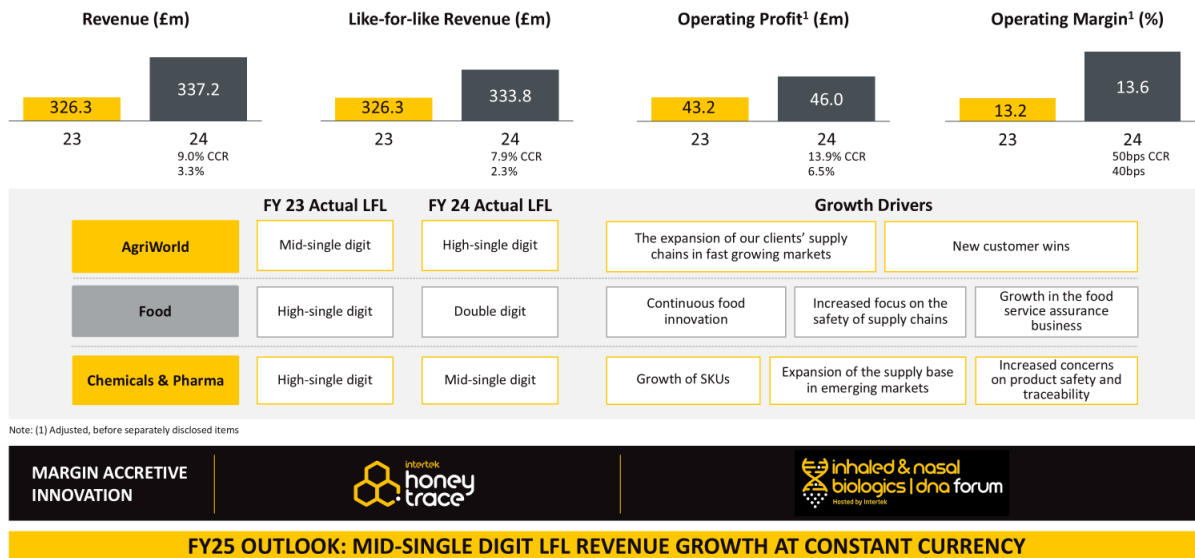 Revenue (£m)
Like-for-like Revenue (£m)
Operating Profit¹ (£m)
Operating Margin¹ (%)
326.3
337.2
23
24
9.0% CCR
3.3%
326.3
333.8
23
24
7.9% CCR
2.3%
43.2
46.0
23
24
13.9% CCR
6.5%
13.2
13.6
23
24
50bps CCR
40bps
FY 23 Actual LFL
FY 24 Actual LFL
Growth Drivers
AgriWorld
Mid-single digit
High-single digit
The expansion of our clients’ supply
chains in fast growing markets
New customer wins
Food
High-single digit
Double digit
Continuous food
innovation
Increased focus on the
safety of supply chains
Growth in the food
service assurance
business
Chemicals & Pharma
High-single digit
Mid-single digit
Growth of SKUs
Expansion of the supply base
in emerging markets
Increased concerns
on product safety and
traceability
Note: (1) Adjusted, before separately disclosed items
MARGIN ACCRETIVE
INNOVATION
intertek
honey
trace
inhaled & nasal
biologics | dna forum
Hosted by Intertek
FY25 OUTLOOK: MID-SINGLE DIGIT LFL REVENUE GROWTH AT CONSTANT CURRENCY